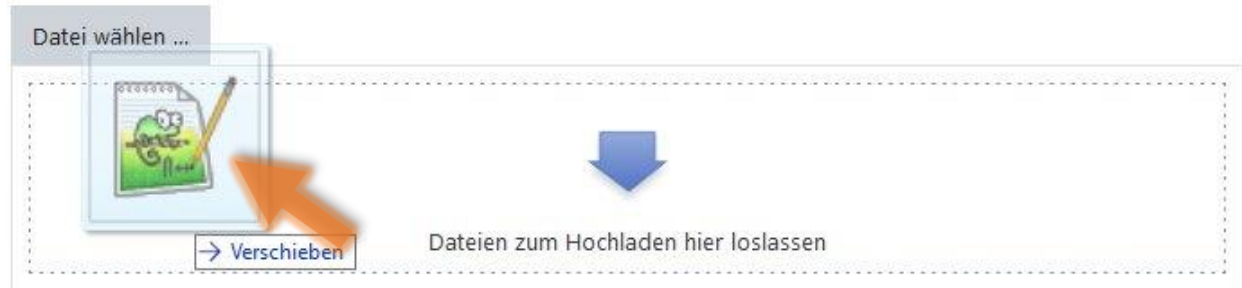 Datei wählen ...
→ Verschieben
Dateien zum Hochladen hier loslassen